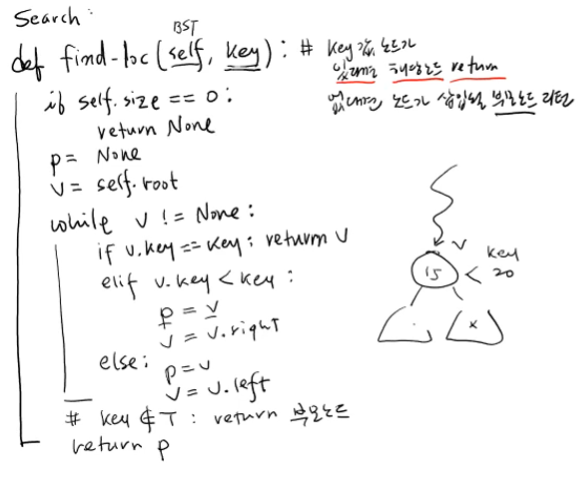 Search:
BST
def find-loc(self, key): # key값 노드가
있다면 해당노드 return
없다면 노드가 삽입될 부모노드 리턴
if self.size == 0:
return None
p = None
v = self.root
while v != None:
if v.key == key: return v
elif v.key < key:
p = v
v = v.right
else: p = v
v = v.left
# key ∉ T: return 부모노드
return p
v
key
15 < 20
x